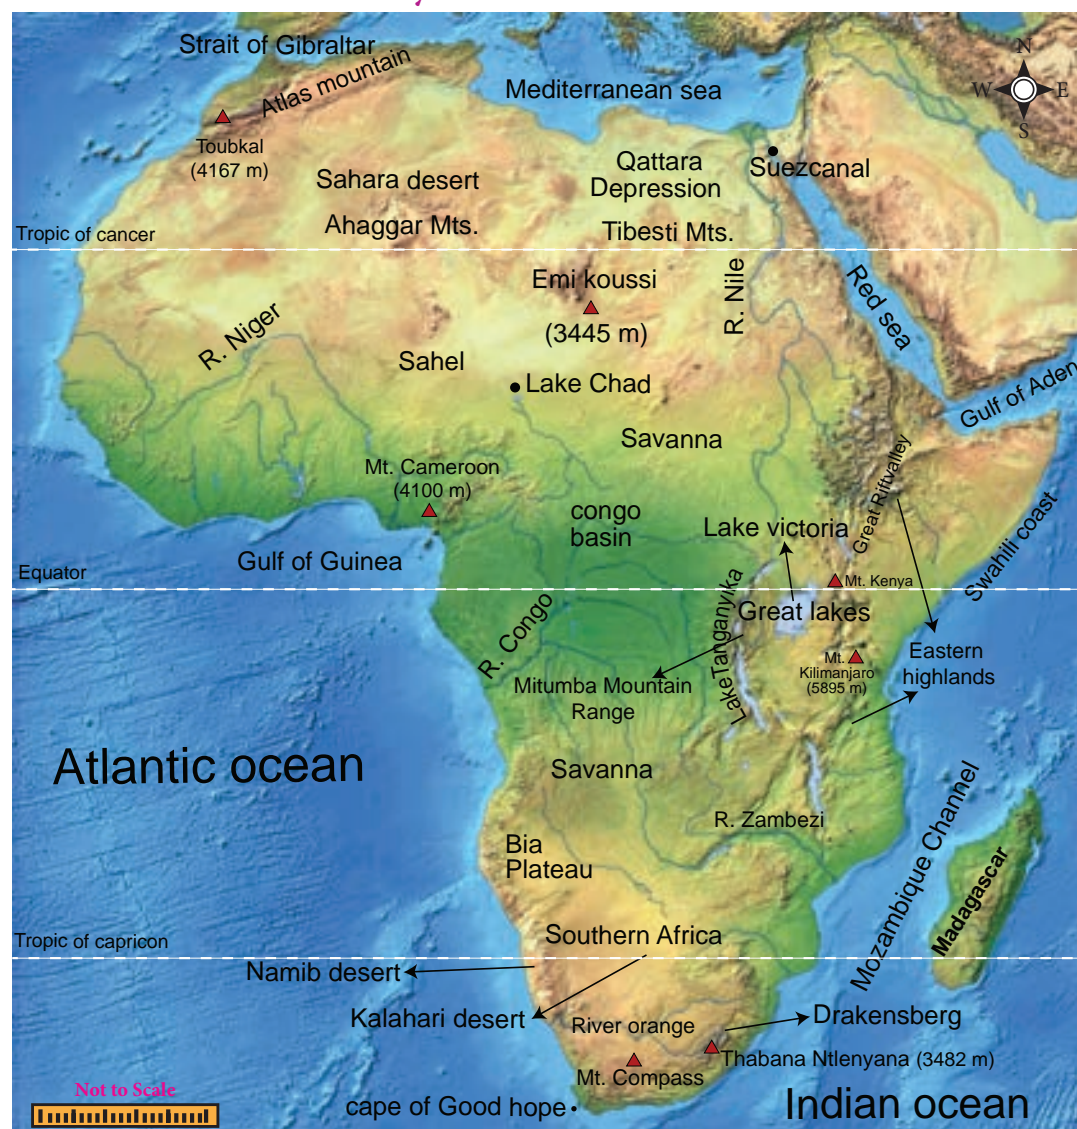 Strait of Gibraltar
Atlas mountain
Mediterranean sea
N
W
E
S
Toubkal
(4167 m)
Sahara desert
Qattara
Depression
Suezcanal
Ahaggar Mts.
Tibesti Mts.
Tropic of cancer
Emi koussi
(3445 m)
R. Nile
Red sea
R. Niger
Sahel
Lake Chad
Gulf of Aden
Savanna
Mt. Cameroon
(4100 m)
congo
basin
Lake victoria
Great Riftvalley
Swahili coast
Gulf of Guinea
Equator
Mt. Kenya
Great lakes
LakeTanganyika
R. Congo
Mt.
Kilimanjaro
(5895 m)
Eastern
highlands
Mitumba Mountain
Range
Atlantic ocean
Savanna
R. Zambezi
Mozambique Channel
Bia
Plateau
Madagascar
Tropic of capricon
Southern Africa
Namib desert
Kalahari desert
River orange
Drakensberg
Thabana Ntlenyana (3482 m)
Mt. Compass
Not to Scale
cape of Good hope
Indian ocean